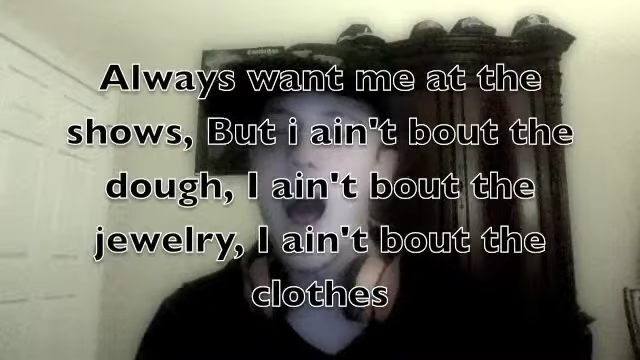 Always want me at the
shows, But i ain't bout the
dough, I ain't bout the
jewelry, I ain't bout the
clothes